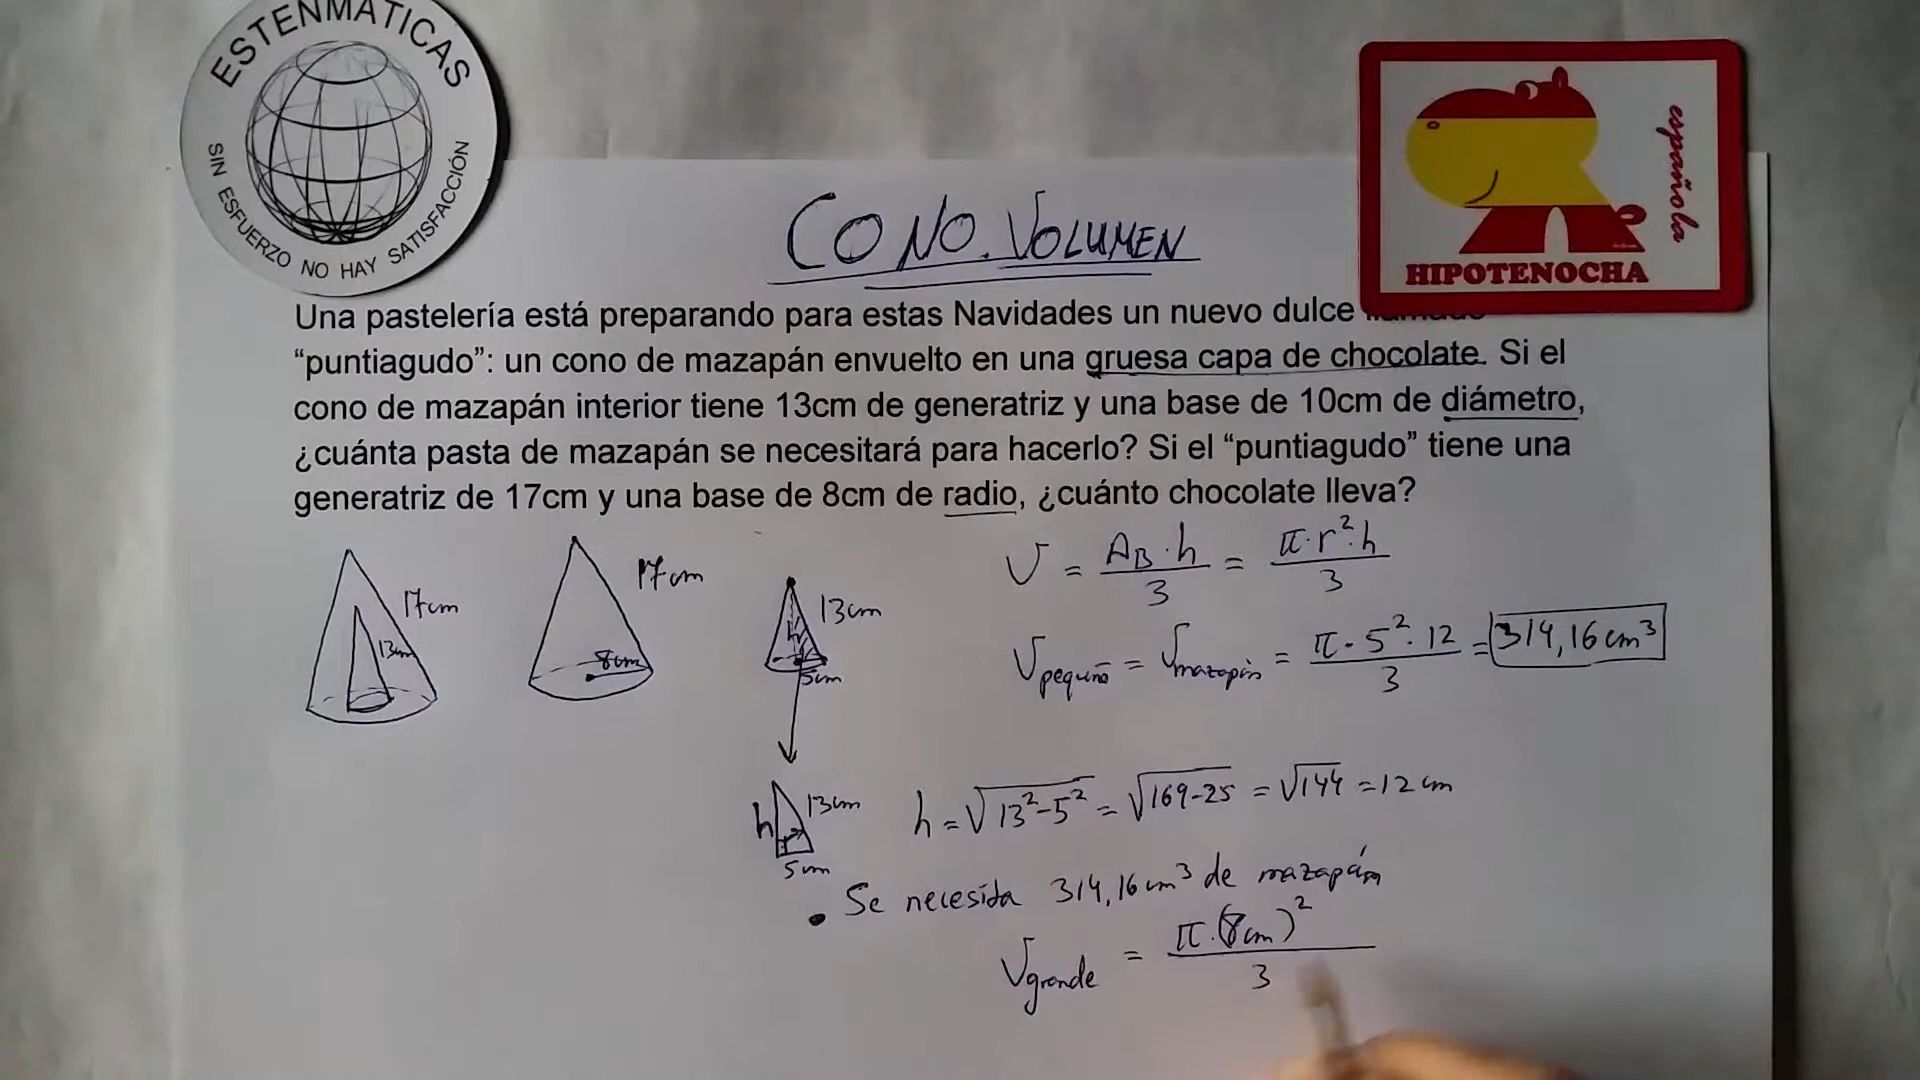 ESTENMÁTICAS
SIN ESFUERZO NO HAY SATISFACCIÓN
española
HIPOTENOCHA
CONO. VOLUMEN
Una pastelería está preparando para estas Navidades un nuevo dulce
“puntiagudo”: un cono de mazapán envuelto en una gruesa capa de chocolate. Si el
cono de mazapán interior tiene 13cm de generatriz y una base de 10cm de diámetro,
¿cuánta pasta de mazapán se necesitará para hacerlo? Si el “puntiagudo” tiene una
generatriz de 17cm y una base de 8cm de radio, ¿cuánto chocolate lleva?
17cm
13cm
17cm
8cm
13cm
5cm
V = AB·h/3 = π·r²·h/3
Vpequeño = Vmazapán = π·5²·12/3 = 314,16 cm³
h
13cm
5cm
h = √13²-5² = √169-25 = √144 = 12 cm
• Se necesita 314,16 cm³ de mazapán
Vgrande = π·(8cm)²/3